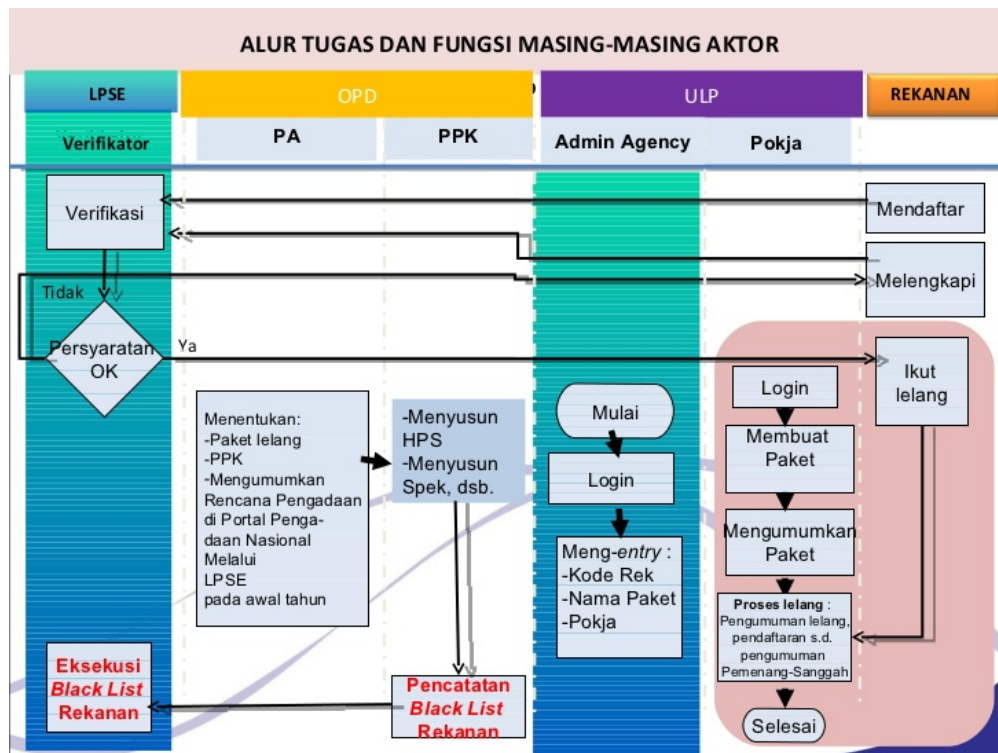 ALUR TUGAS DAN FUNGSI MASING-MASING AKTOR
LPSE
OPD
ULP
REKANAN
Verifikator
PA
PPK
Admin Agency
Pokja
Verifikasi
Mendaftar
Melengkapi
Tidak
Persyaratan
OK
Ya
Ikut
lelang
Menentukan:
-Paket lelang
-PPK
-Mengumumkan
Rencana Pengadaan
di Portal Penga-
daan Nasional
Melalui
LPSE
pada awal tahun
-Menyusun
HPS
-Menyusun
Spek, dsb.
Mulai
Login
Meng-entry :
-Kode Rek
-Nama Paket
-Pokja
Login
Membuat
Paket
Mengumumkan
Paket
Proses lelang :
Pengumuman lelang,
pendaftaran s.d.
pengumuman
Pemenang-Sanggah
Selesai
Eksekusi
Black List
Rekanan
Pencatatan
Black List
Rekanan